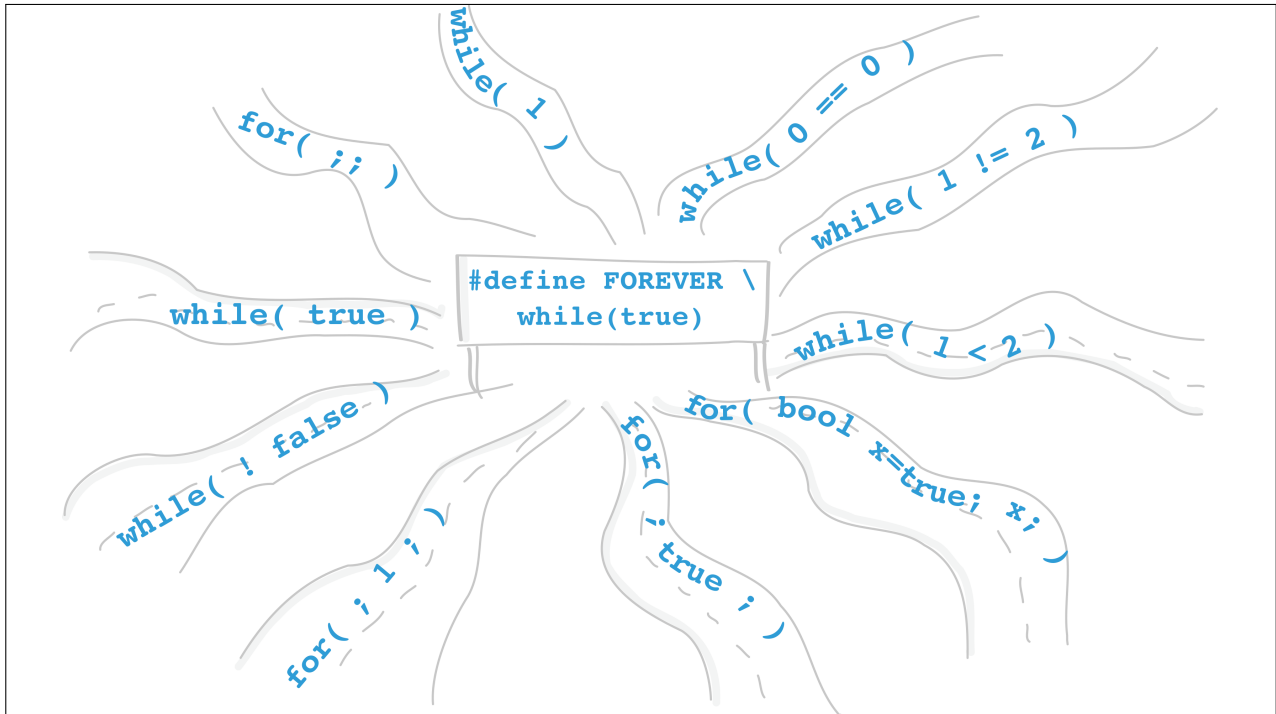 while( 1 )
while( 0 == 0 )
for( ;; )
while( 1 != 2 )
#define FOREVER \
while(true)
while( true )
while( 1 < 2 )
while( ! false )
for( bool x=true; x; )
for( ; 1 ; )
for( ; true ; )